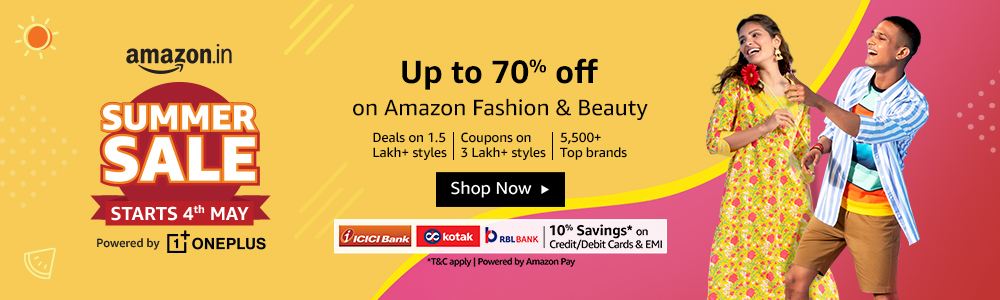 amazon.in
SUMMER
SALE
STARTS 4th MAY
Powered by 1+ ONEPLUS
Up to 70% off
on Amazon Fashion & Beauty
Deals on 1.5
Lakh+ styles
Coupons on
3 Lakh+ styles
5,500+
Top brands
Shop Now
ICICI Bank
kotak
RBLBANK
10% Savings* on
Credit/Debit Cards & EMI
*T&C apply | Powered by Amazon Pay